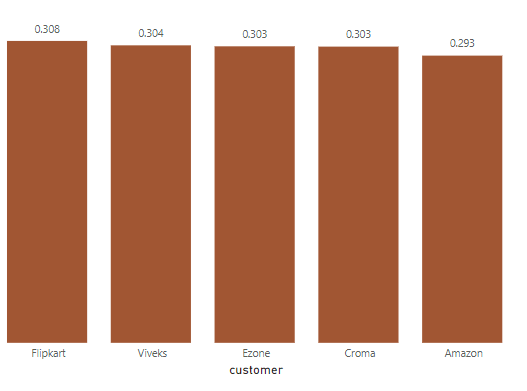 0.308 0.304 0.303 0.303 0.293
Flipkart Viveks Ezone Croma Amazon
customer